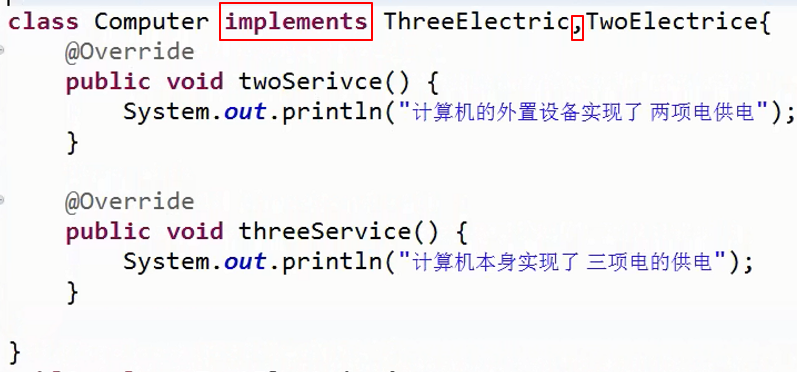 class Computer implements ThreeElectric,TwoElectrice{
@Override
public void twoSerivce() {
System.out.println("计算机的外置设备实现了 两项电供电");
}
@Override
public void threeService() {
System.out.println("计算机本身实现了 三项电的供电");
}
}